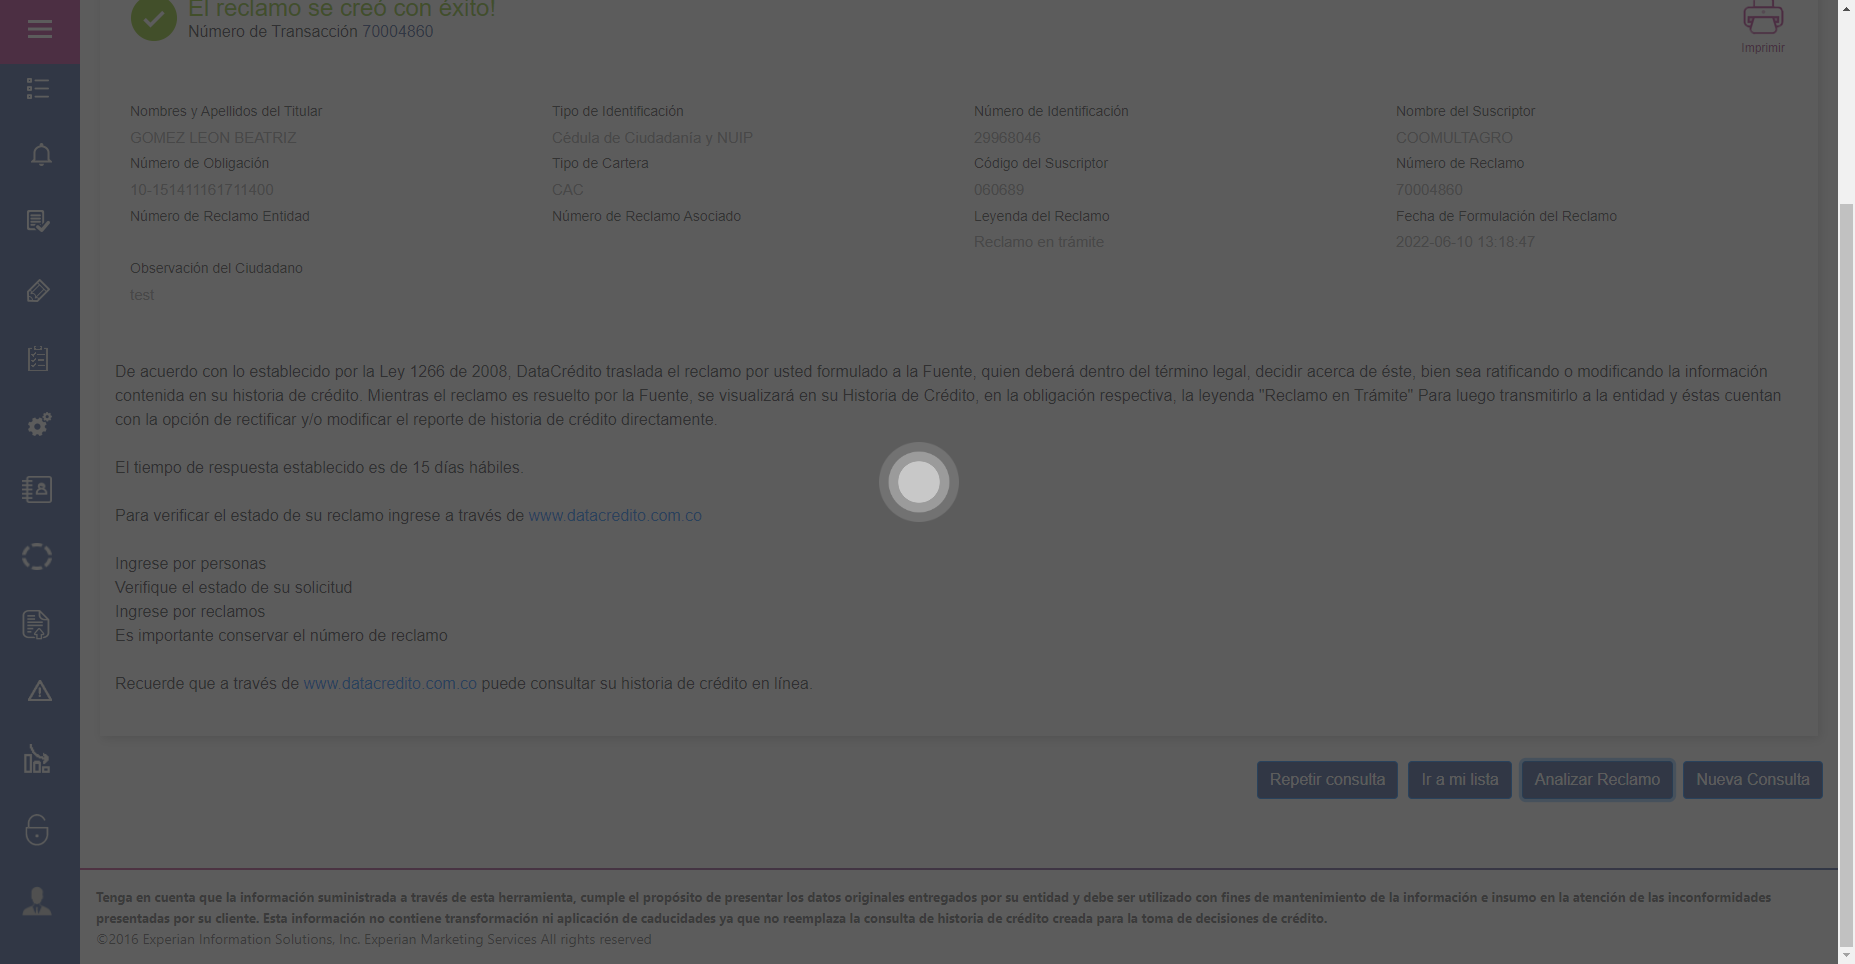 El reclamo se creó con éxito!
Número de Transacción 70004860
Imprimir
Nombres y Apellidos del Titular
Tipo de Identificación
Número de Identificación
Nombre del Suscriptor
GOMEZ LEON BEATRIZ
Cédula de Ciudadanía y NUIP
29968046
COOMULTAGRO
Número de Obligación
Tipo de Cartera
Código del Suscriptor
Número de Reclamo
10-151411161711400
CAC
060689
70004860
Número de Reclamo Entidad
Número de Reclamo Asociado
Leyenda del Reclamo
Fecha de Formulación del Reclamo
Reclamo en trámite
2022-06-10 13:18:47
Observación del Ciudadano
test
De acuerdo con lo establecido por la Ley 1266 de 2008, DataCrédito traslada el reclamo por usted formulado a la Fuente, quien deberá dentro del término legal, decidir acerca de éste, bien sea ratificando o modificando la información
contenida en su historia de crédito. Mientras el reclamo es resuelto por la Fuente, se visualizará en su Historia de Crédito, en la obligación respectiva, la leyenda "Reclamo en Trámite" Para luego transmitirlo a la entidad y éstas cuentan
con la opción de rectificar y/o modificar el reporte de historia de crédito directamente.
El tiempo de respuesta establecido es de 15 días hábiles.
Para verificar el estado de su reclamo ingrese a través de www.datacredito.com.co
Ingrese por personas
Verifique el estado de su solicitud
Ingrese por reclamos
Es importante conservar el número de reclamo
Recuerde que a través de www.datacredito.com.co puede consultar su historia de crédito en línea.
Repetir consulta
Ir a mi lista
Analizar Reclamo
Nueva Consulta
Tenga en cuenta que la información suministrada a través de esta herramienta, cumple el propósito de presentar los datos originales entregados por su entidad y debe ser utilizado con fines de mantenimiento de la información e insumo en la atención de las inconformidades
presentadas por su cliente. Esta información no contiene transformación ni aplicación de caducidades ya que no reemplaza la consulta de historia de crédito creada para la toma de decisiones de crédito.
©2016 Experian Information Solutions, Inc. Experian Marketing Services All rights reserved